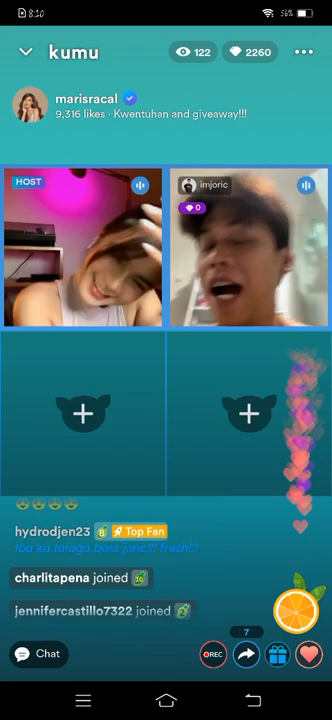 8:10
56%
kumu
122
2260
marisracal
9,316 likes · Kwentuhan and giveaway!!!
HOST
imjoric
0
hydrodjen23 8 Top Fan
Iba ka talaga boss joric!!! fresh!!!
charlitapena joined 10
jennifercastillo7322 joined
7
Chat
REC